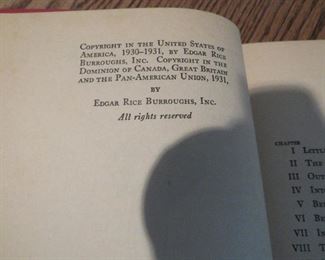 COPYRIGHT IN THE UNITED STATES OF
AMERICA, 1930-1931, BY EDGAR RICE
BURROUGHS, INC. COPYRIGHT IN THE
DOMINION OF CANADA, GREAT BRITAIN
AND THE PAN-AMERICAN UNION, 1931,
BY
EDGAR RICE BURROUGHS, INC.
All rights reserved
CHAPTER
I
II THE
III
IV
V
VI
VII
VIII